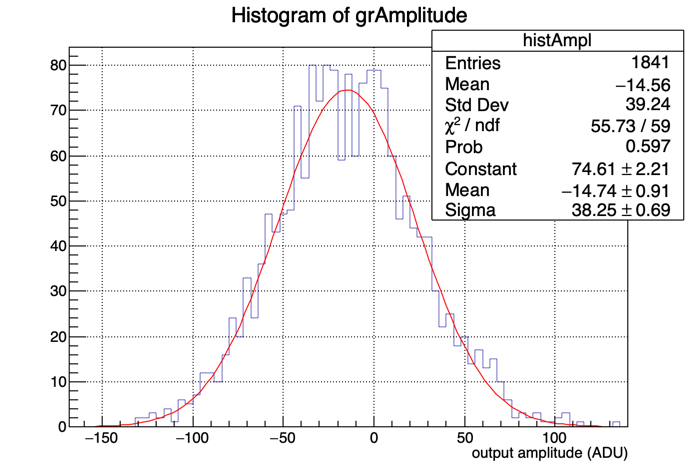 Histogram of grAmplitude
histAmpl
Entries 1841
Mean −14.56
Std Dev 39.24
χ² / ndf 55.73 / 59
Prob 0.597
Constant 74.61 ± 2.21
Mean −14.74 ± 0.91
Sigma 38.25 ± 0.69
80
70
60
50
40
30
20
10
0
−150 −100 −50 0 50 100
output amplitude (ADU)